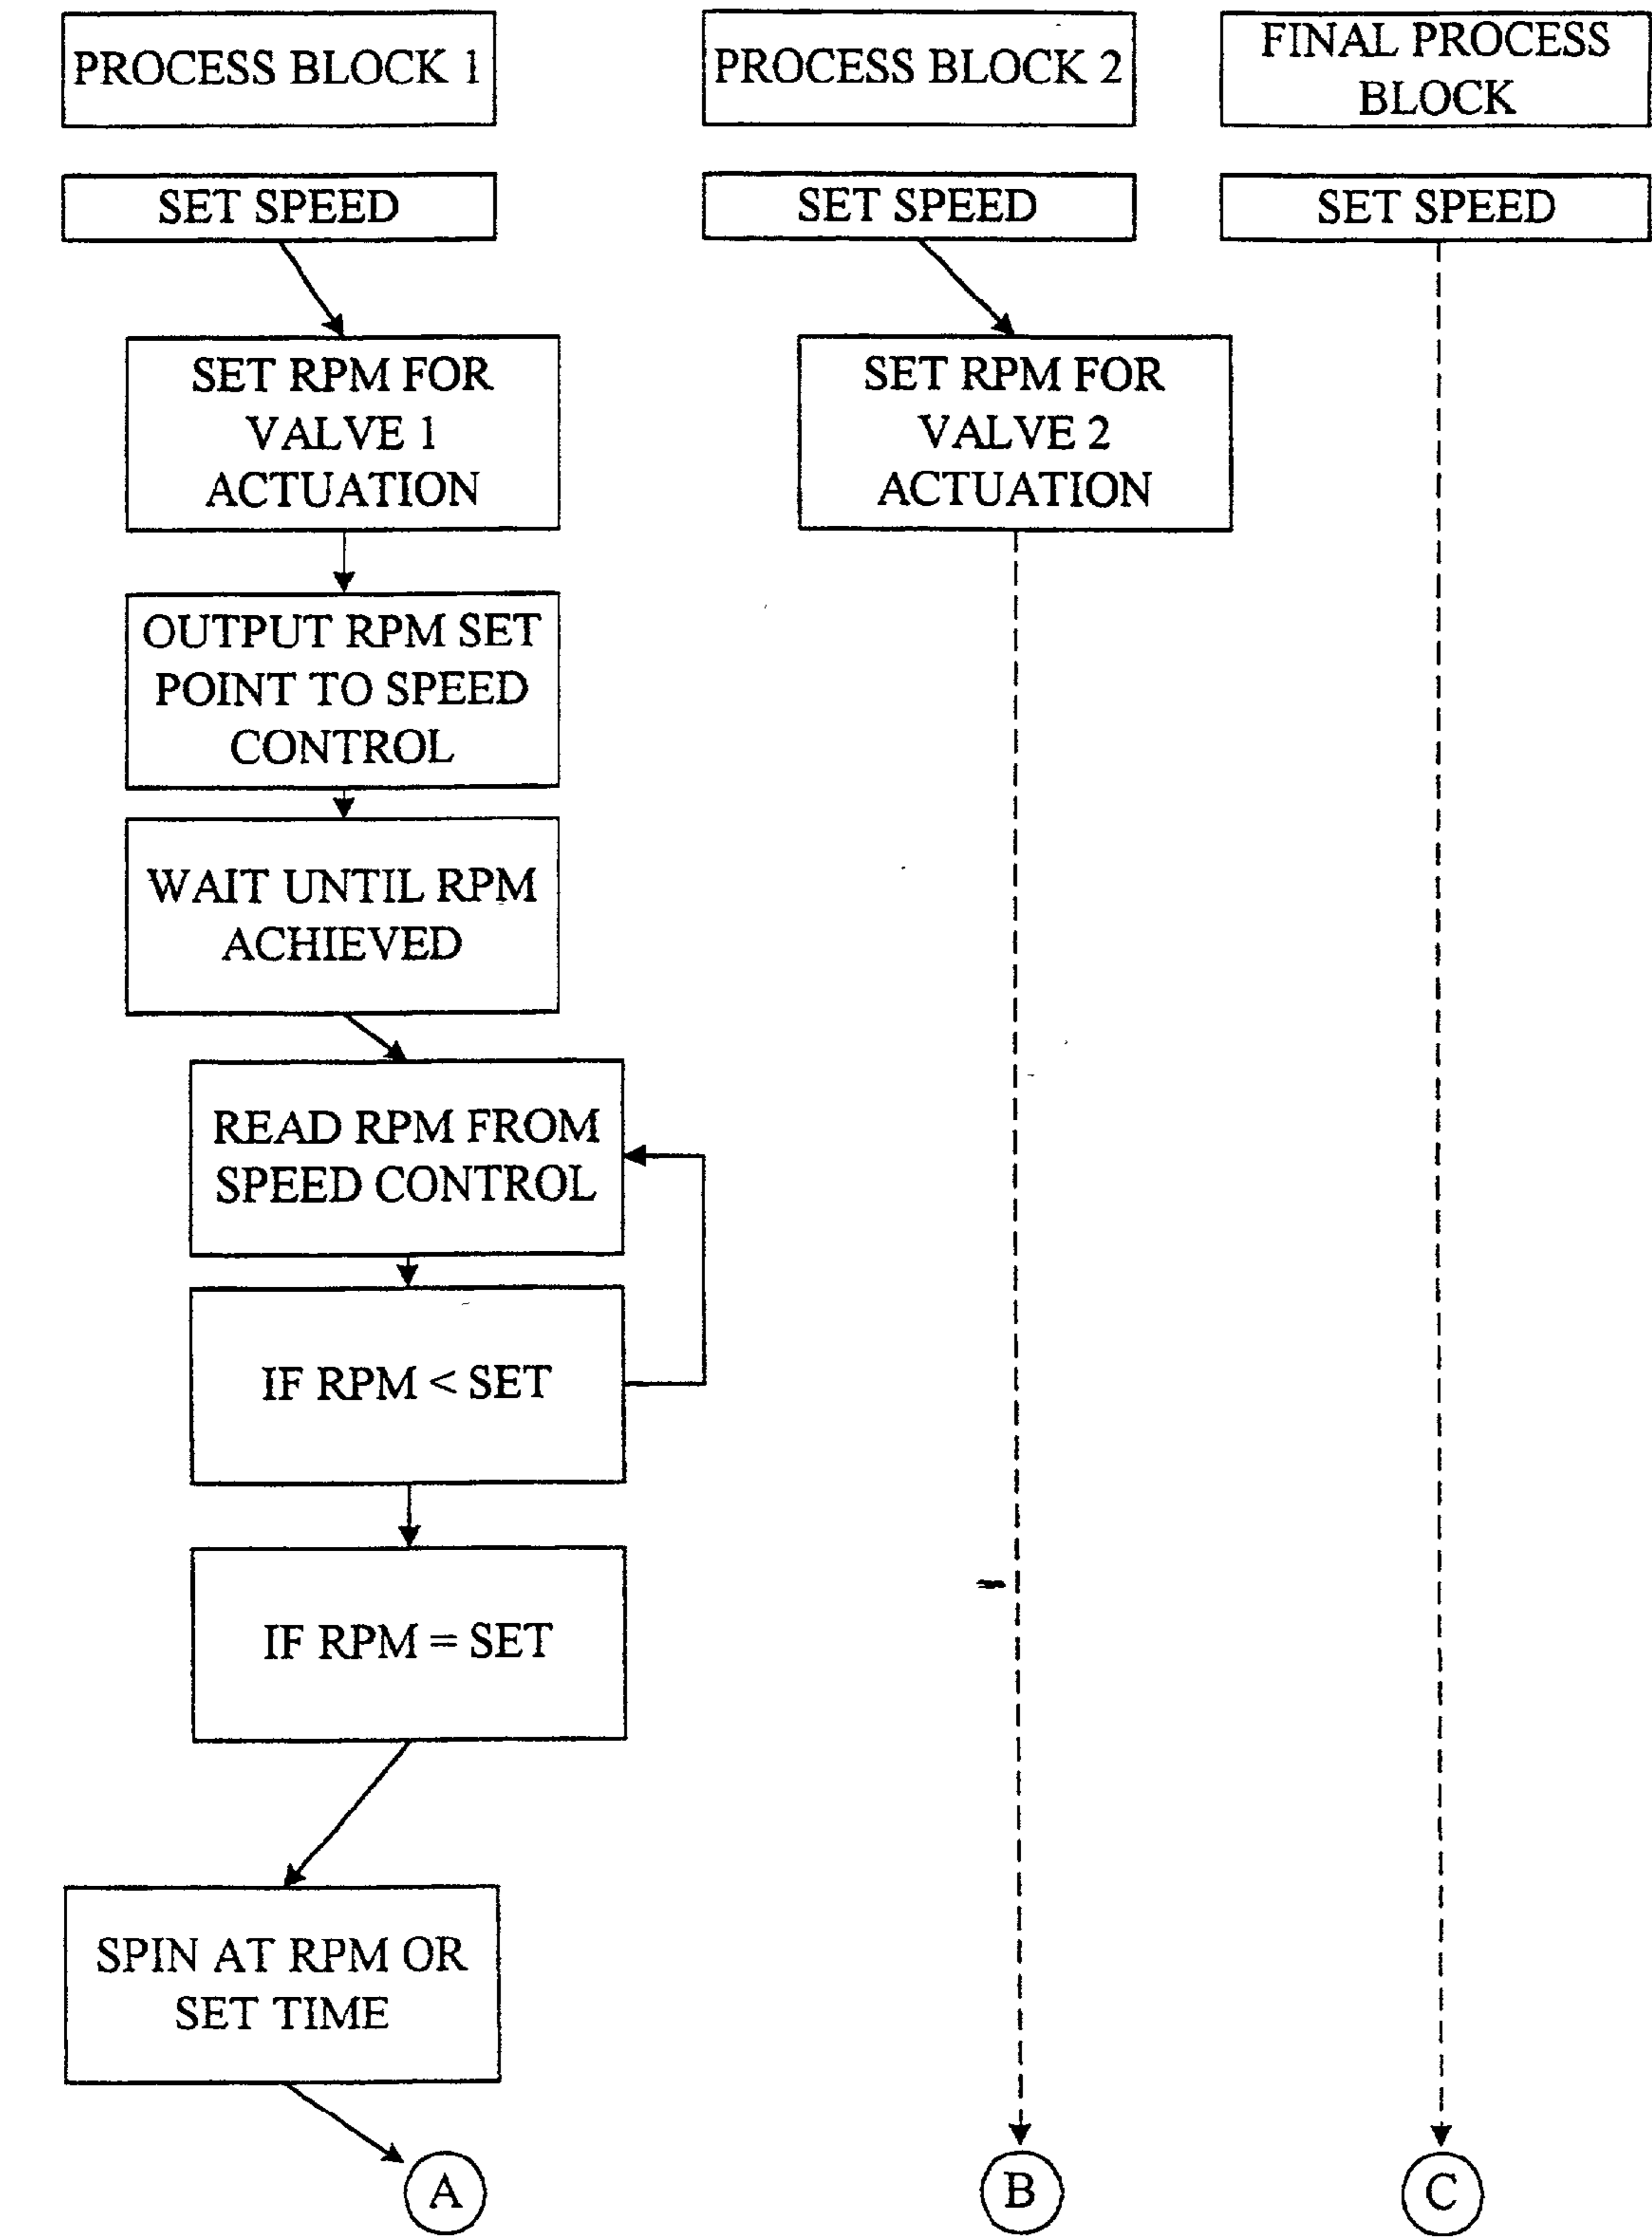 PROCESS BLOCK 1
PROCESS BLOCK 2
FINAL PROCESS
BLOCK
SET SPEED
SET SPEED
SET SPEED
SET RPM FOR
VALVE 1
ACTUATION
SET RPM FOR
VALVE 2
ACTUATION
OUTPUT RPM SET
POINT TO SPEED
CONTROL
WAIT UNTIL RPM
ACHIEVED
READ RPM FROM
SPEED CONTROL
IF RPM < SET
IF RPM = SET
SPIN AT RPM OR
SET TIME
A
B
C